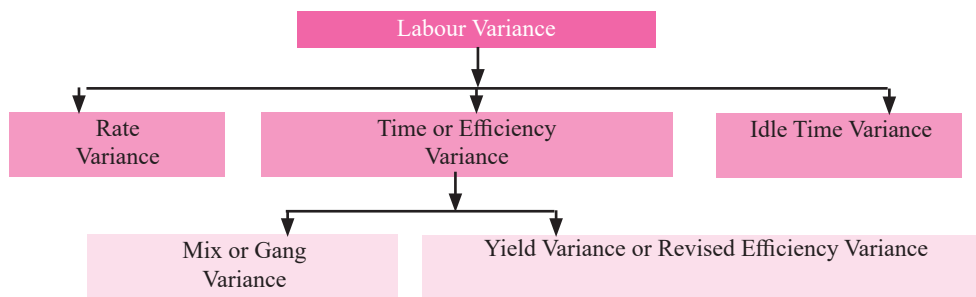 Labour Variance
Rate
Variance
Time or Efficiency
Variance
Idle Time Variance
Mix or Gang
Variance
Yield Variance or Revised Efficiency Variance